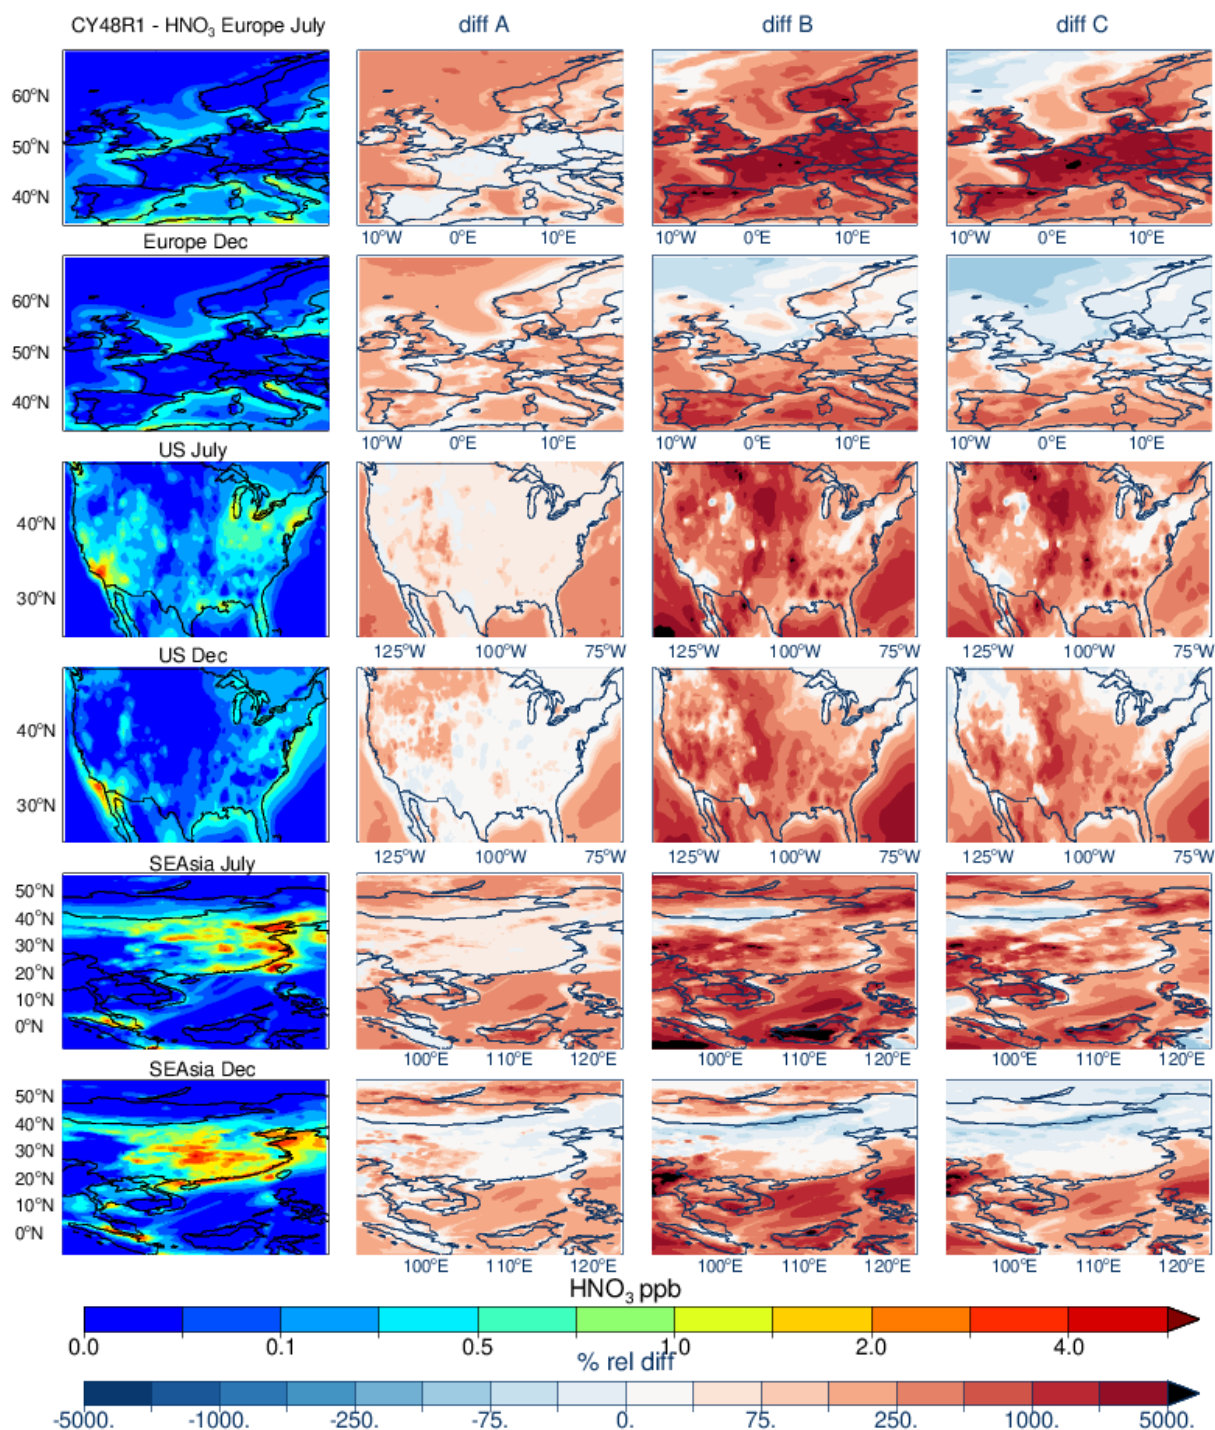 CY48R1 - HNO₃ Europe July diff A diff B diff C
60°N
50°N
40°N
10°W 0°E 10°E 10°W 0°E 10°E 10°W 0°E 10°E
Europe Dec
60°N
50°N
40°N
10°W 0°E 10°E 10°W 0°E 10°E 10°W 0°E 10°E
US July
40°N
30°N
125°W 100°W 75°W 125°W 100°W 75°W 125°W 100°W 75°W
US Dec
40°N
30°N
125°W 100°W 75°W 125°W 100°W 75°W 125°W 100°W 75°W
SEAsia July
50°N
40°N
30°N
20°N
10°N
0°N
100°E 110°E 120°E 100°E 110°E 120°E 100°E 110°E 120°E
SEAsia Dec
50°N
40°N
30°N
20°N
10°N
0°N
100°E 110°E 120°E 100°E 110°E 120°E 100°E 110°E 120°E
HNO₃ ppb
0.0 0.1 0.5 1.0 2.0 4.0
% rel diff
-5000. -1000. -250. -75. 0. 75. 250. 1000. 5000.